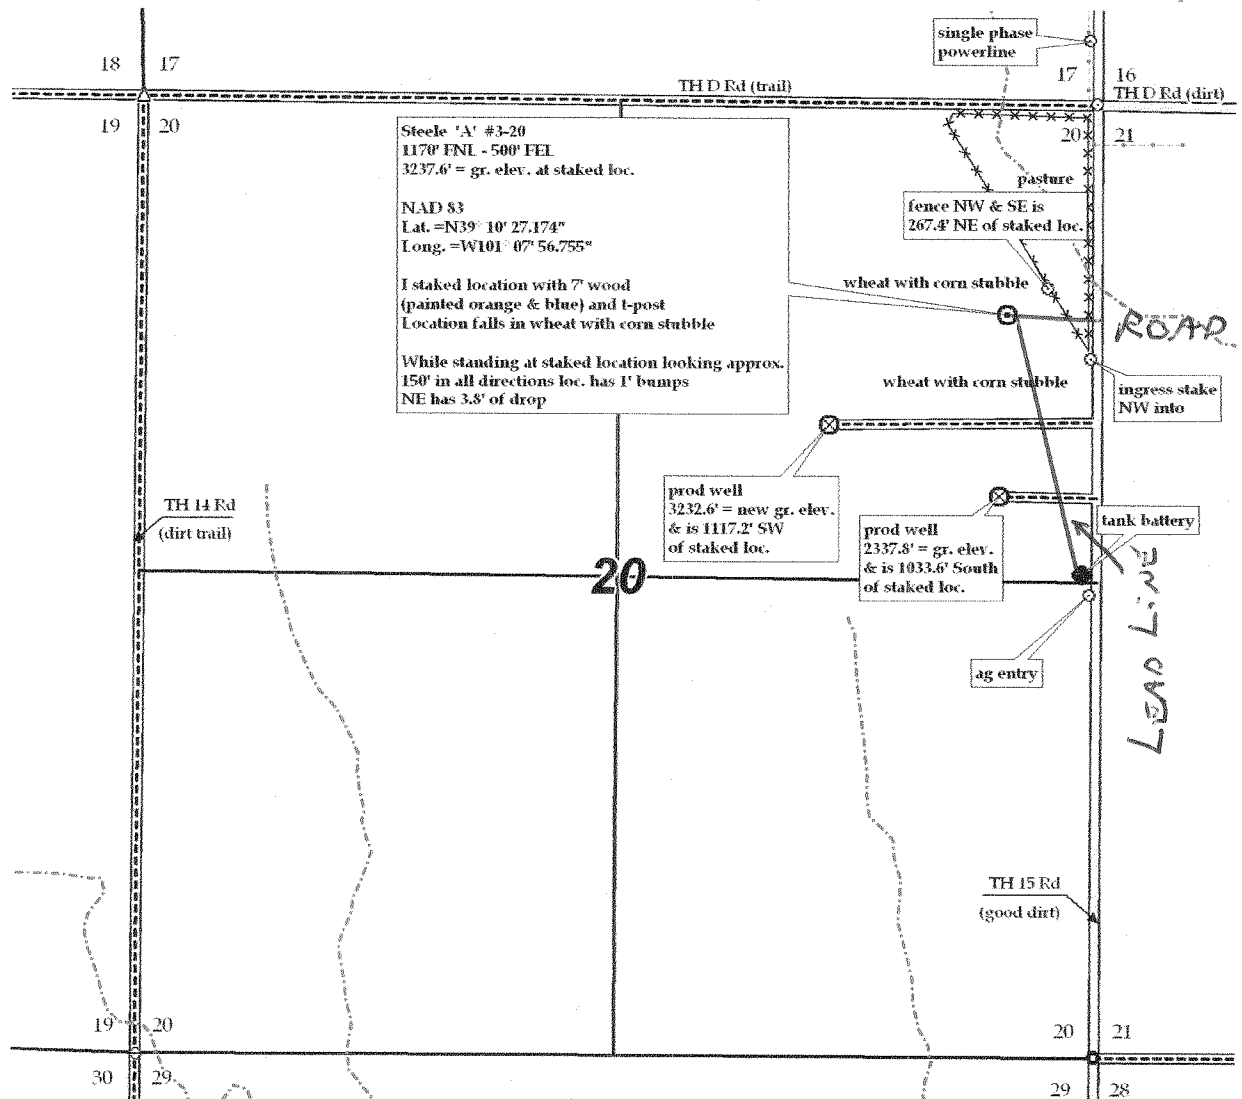 single phase
powerline
18
17
17
16
TH D Rd (trail)
TH D Rd (dirt)
19
20
20
21
Steele 'A' #3-20
1170' FNL - 500' FEL
3237.6' = gr. elev. at staked loc.
NAD 83
Lat. =N39° 10' 27.174"
Long. =W101° 07' 56.755"
I staked location with 7' wood
(painted orange & blue) and t-post
Location falls in wheat with corn stubble
While standing at staked location looking approx.
150' in all directions loc. has 1' bumps
NE has 3.8' of drop
pasture
fence NW & SE is
267.4' NE of staked loc.
wheat with corn stubble
ROAD
wheat with corn stubble
ingress stake
NW into
prod well
3232.6' = new gr. elev.
& is 1117.2' SW
of staked loc.
TH 14 Rd
(dirt trail)
prod well
2337.8' = gr. elev.
& is 1033.6' South
of staked loc.
tank battery
20
LEAD LINE
ag entry
TH 15 Rd
(good dirt)
19
20
20
21
30
29
29
28